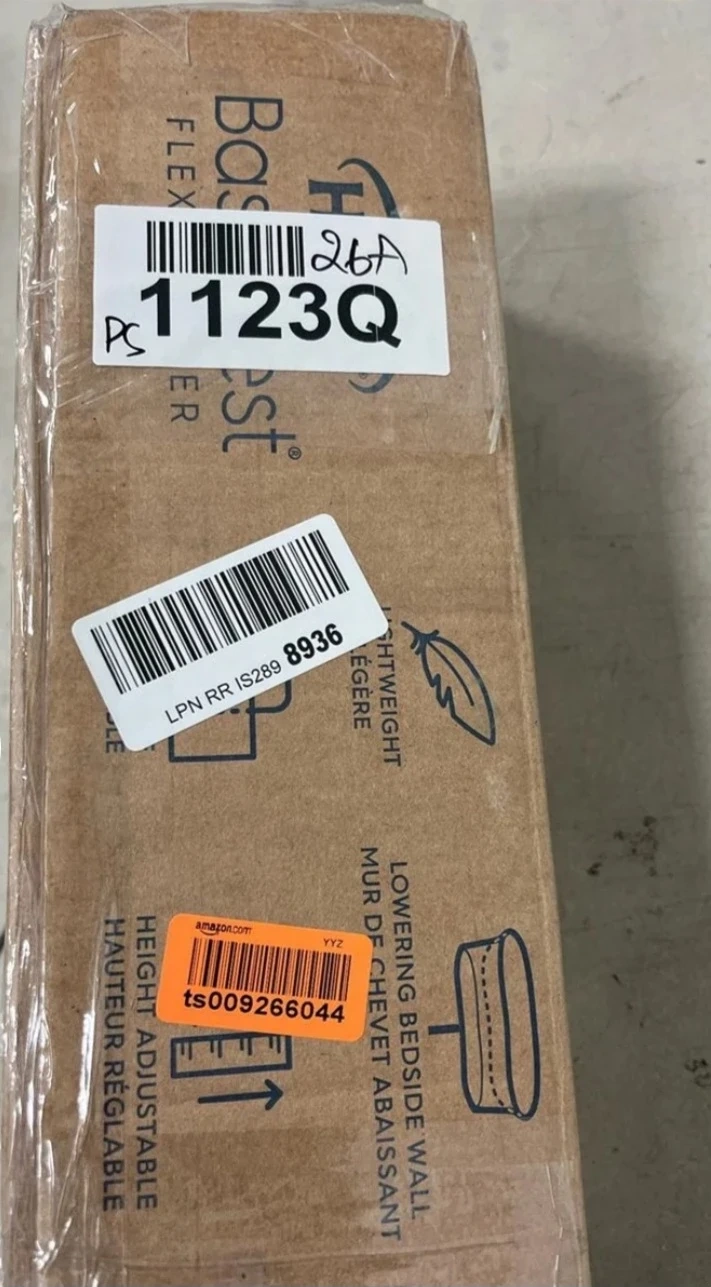 26A
PS 1123Q
Bas est®
FLEX ER
H
LPN RR IS289 8936
LIGHTWEIGHT
LÉGÈRE
BLE
amazon.com
YYZ
ts009266044
LOWERING BEDSIDE WALL
MUR DE CHEVET ABAISSANT
HEIGHT ADJUSTABLE
HAUTEUR RÉGLABLE